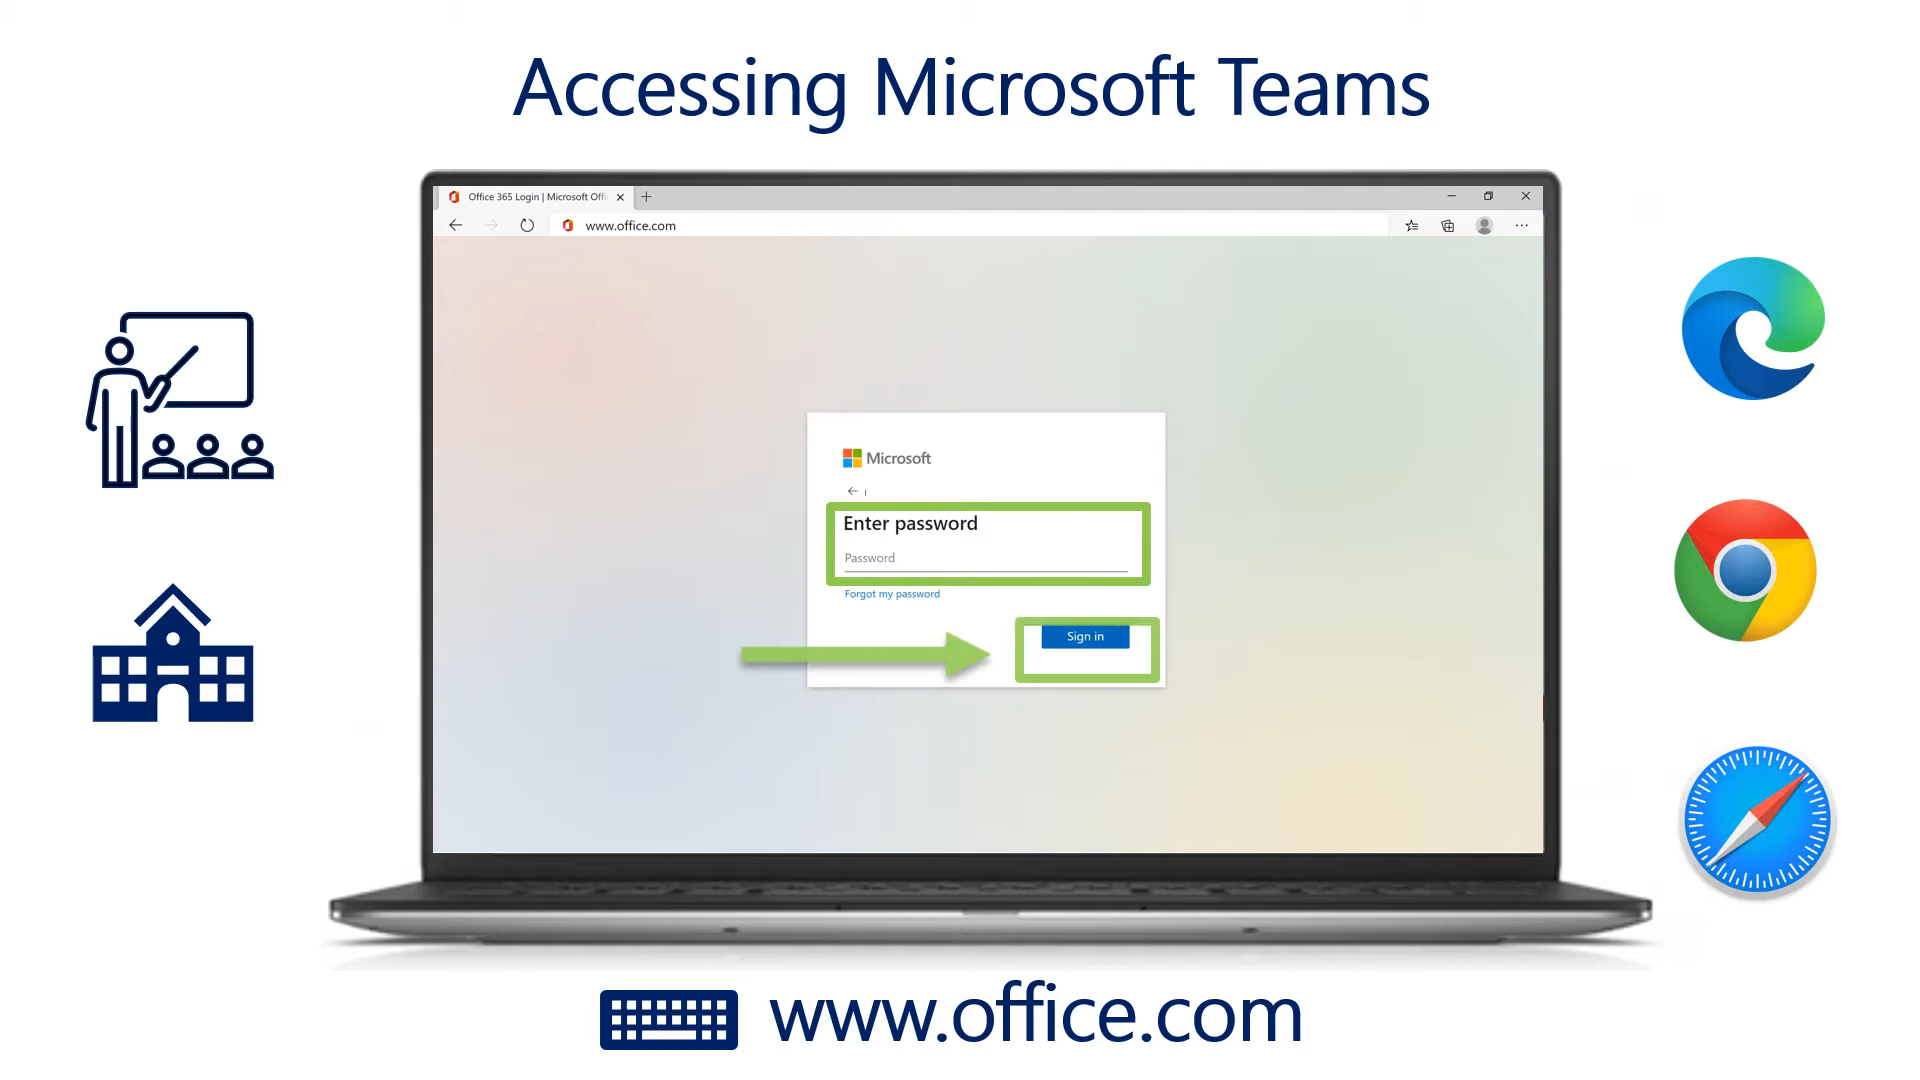 Accessing Microsoft Teams
Office 365 Login | Microsoft Offi
www.office.com
Microsoft
Enter password
Password
Forgot my password
Sign in
www.office.com